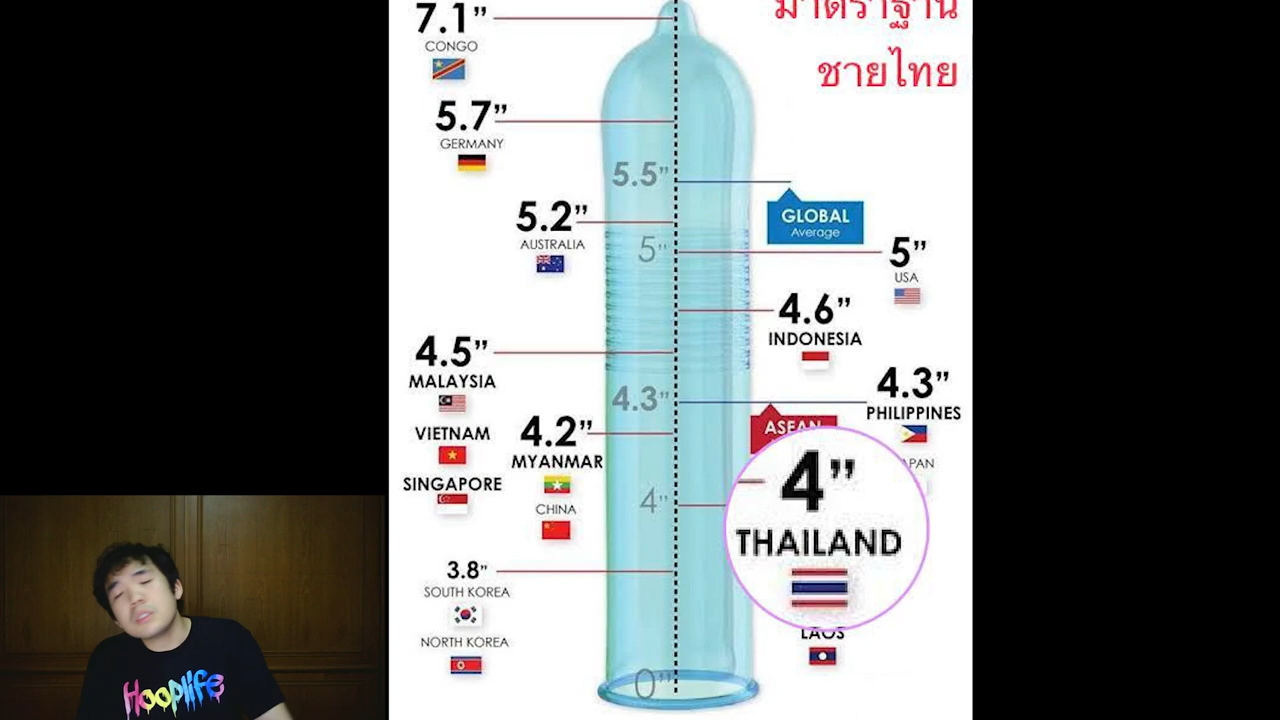 มาตราฐาน
ชายไทย
7.1”
CONGO
5.7”
GERMANY
5.5”
GLOBAL
Average
5.2”
AUSTRALIA
5”
5”
USA
4.6”
INDONESIA
4.5”
MALAYSIA
VIETNAM
SINGAPORE
4.3”
4.3”
PHILIPPINES
ASEAN
4.2”
MYANMAR
CHINA
4”
4”
THAILAND
LAOS
3.8”
SOUTH KOREA
NORTH KOREA
0”
Hooplife